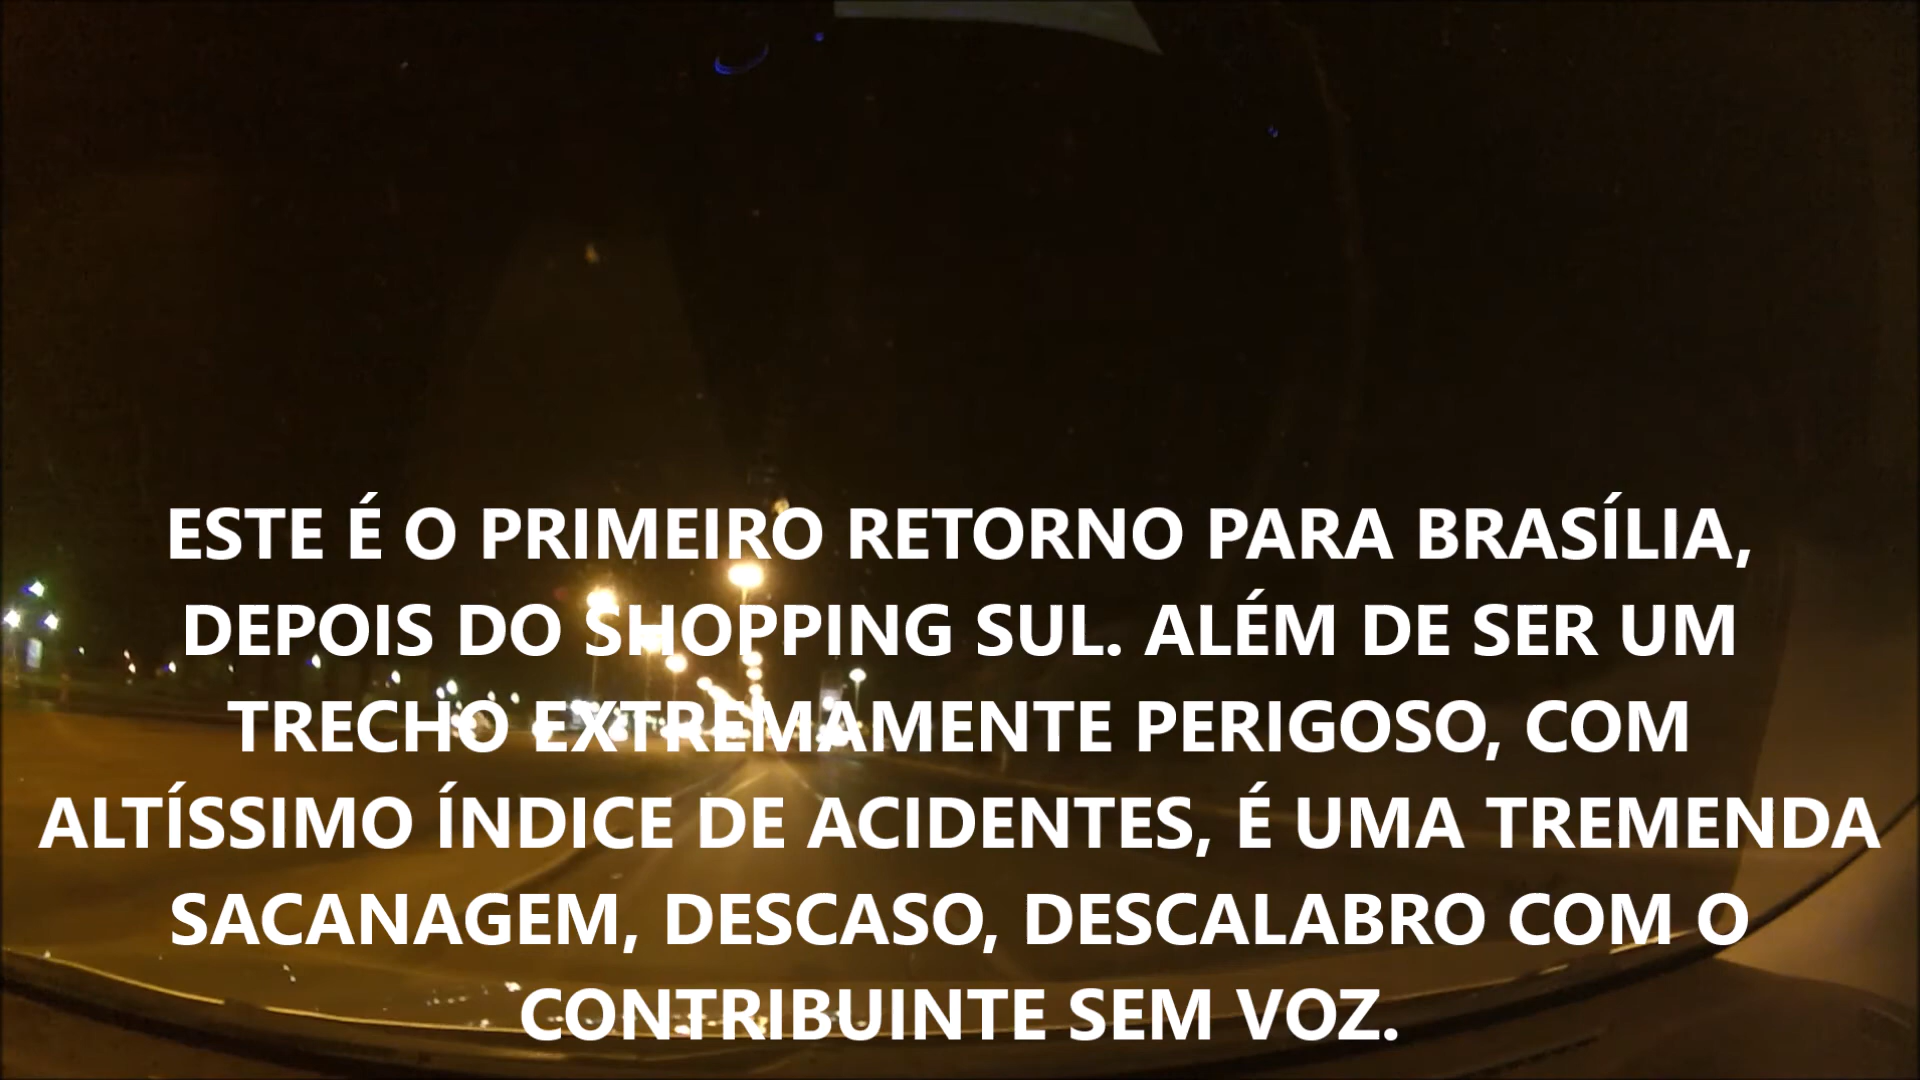 ESTE É O PRIMEIRO RETORNO PARA BRASÍLIA,
DEPOIS DO SHOPPING SUL. ALÉM DE SER UM
TRECHO EXTREMAMENTE PERIGOSO, COM
ALTÍSSIMO ÍNDICE DE ACIDENTES, É UMA TREMENDA
SACANAGEM, DESCASO, DESCALABRO COM O
CONTRIBUINTE SEM VOZ.